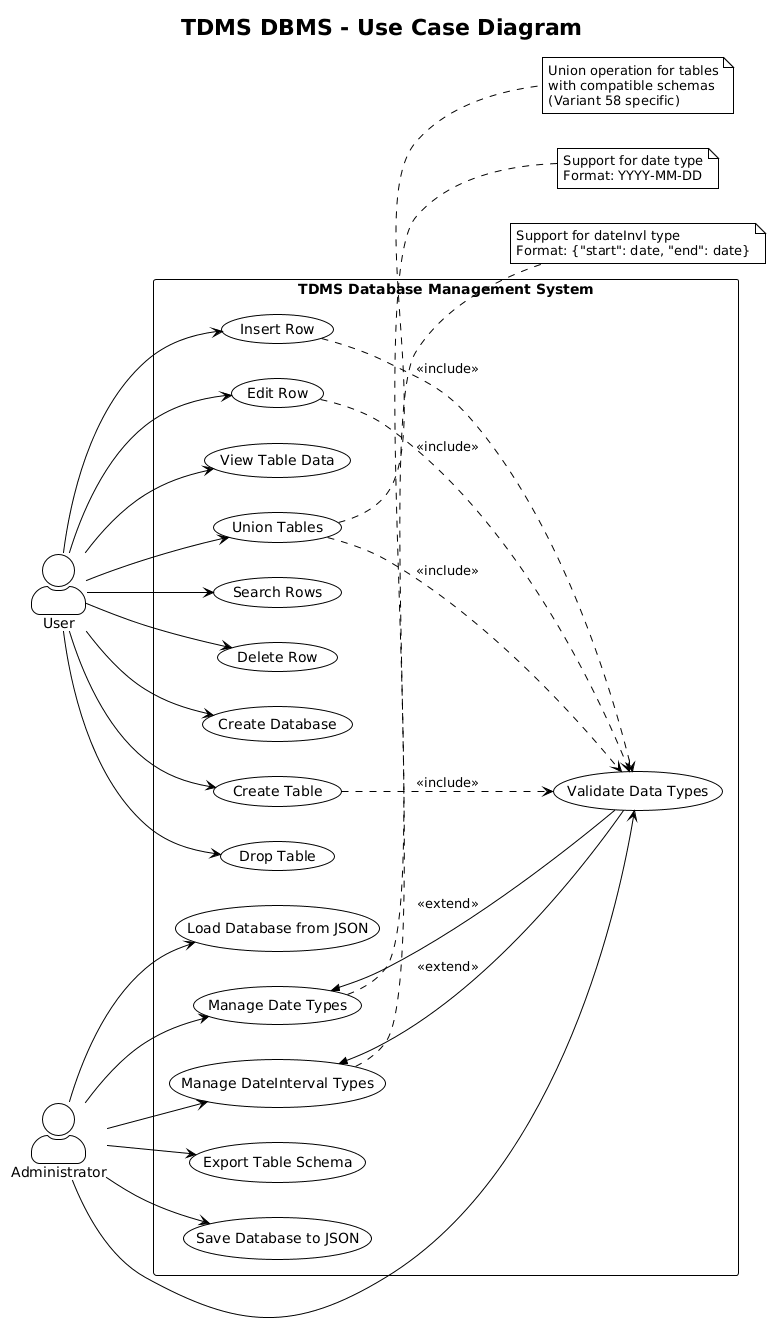 TDMS DBMS - Use Case Diagram
Union operation for tables
with compatible schemas
(Variant 58 specific)
Support for date type
Format: YYYY-MM-DD
Support for dateInvl type
Format: {"start": date, "end": date}
TDMS Database Management System
Insert Row
«include»
Edit Row
«include»
View Table Data
Union Tables
«include»
Search Rows
User
Delete Row
Create Database
«include»
Create Table
Validate Data Types
Drop Table
«extend»
Load Database from JSON
«extend»
Manage Date Types
Manage DateInterval Types
Export Table Schema
Administrator
Save Database to JSON